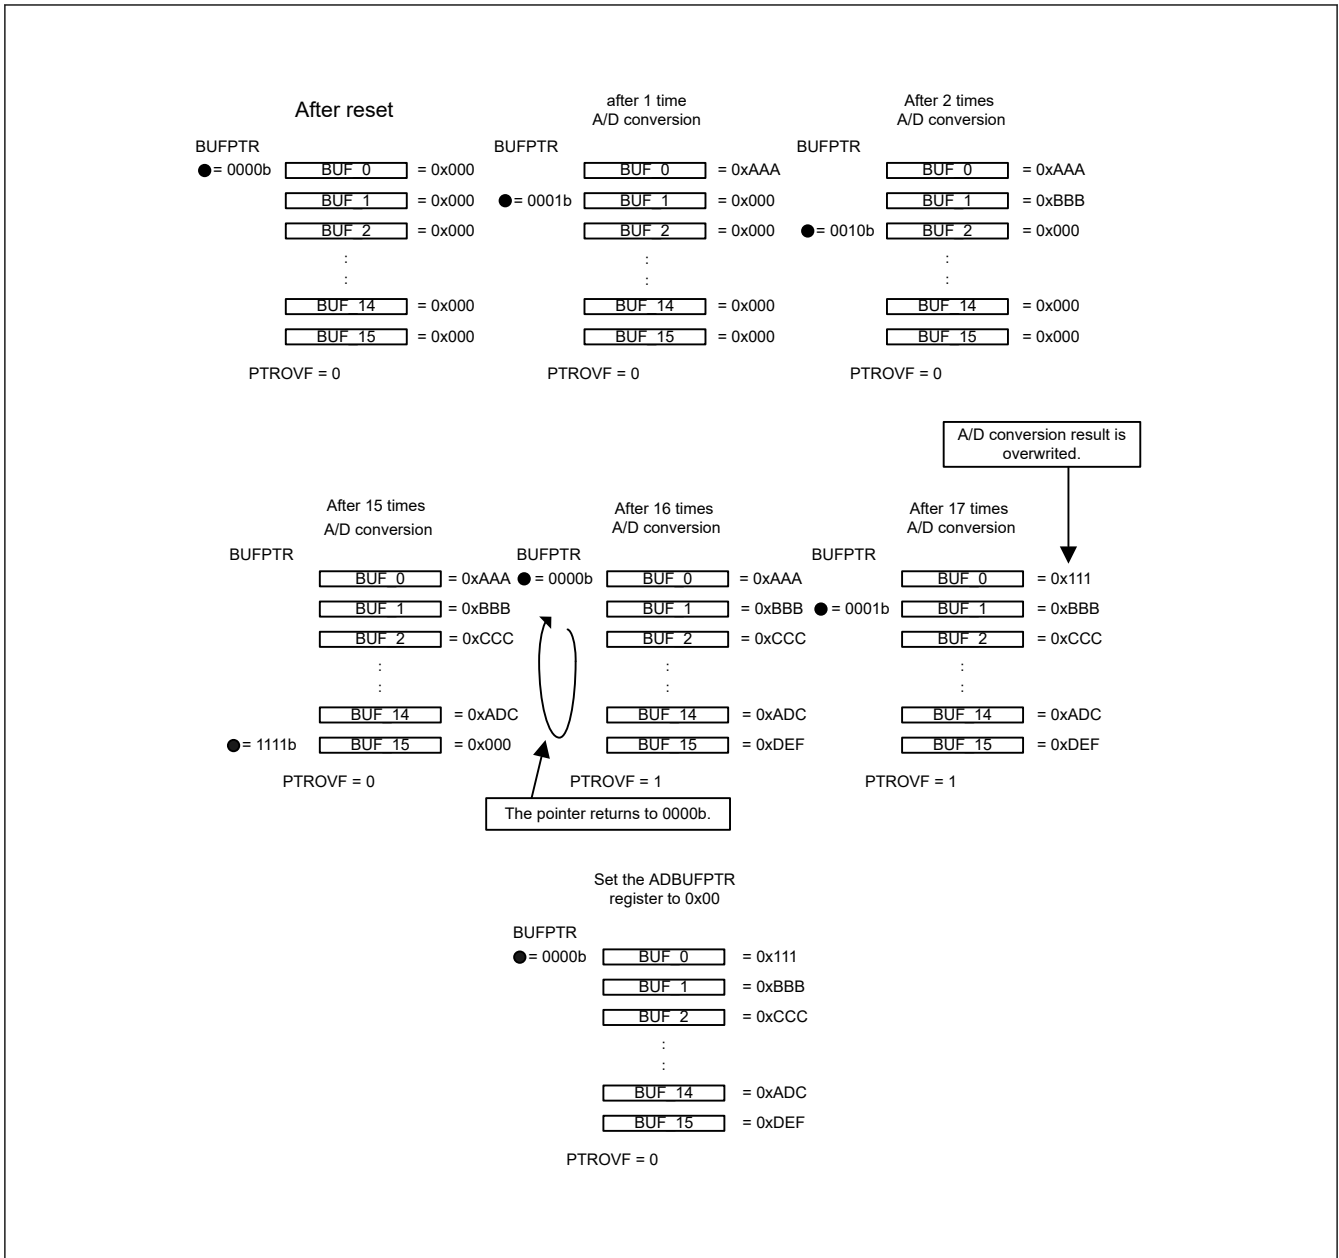 After reset
BUFPTR
= 0000b BUF_0 = 0x000
BUF_1 = 0x000
BUF_2 = 0x000
:
:
BUF_14 = 0x000
BUF_15 = 0x000
PTROVF = 0
after 1 time
A/D conversion
BUFPTR
BUF_0 = 0xAAA
= 0001b BUF_1 = 0x000
BUF_2 = 0x000
:
:
BUF_14 = 0x000
BUF_15 = 0x000
PTROVF = 0
After 2 times
A/D conversion
BUFPTR
BUF_0 = 0xAAA
BUF_1 = 0xBBB
= 0010b BUF_2 = 0x000
:
:
BUF_14 = 0x000
BUF_15 = 0x000
PTROVF = 0
After 15 times
A/D conversion
BUFPTR
BUF_0 = 0xAAA
BUF_1 = 0xBBB
BUF_2 = 0xCCC
:
:
BUF_14 = 0xADC
= 1111b BUF_15 = 0x000
PTROVF = 0
After 16 times
A/D conversion
BUFPTR
= 0000b BUF_0 = 0xAAA
BUF_1 = 0xBBB
BUF_2 = 0xCCC
:
:
BUF_14 = 0xADC
BUF_15 = 0xDEF
PTROVF = 1
The pointer returns to 0000b.
A/D conversion result is
overwrited.
After 17 times
A/D conversion
BUFPTR
BUF_0 = 0x111
= 0001b BUF_1 = 0xBBB
BUF_2 = 0xCCC
:
:
BUF_14 = 0xADC
BUF_15 = 0xDEF
PTROVF = 1
Set the ADBUFPTR
register to 0x00
BUFPTR
= 0000b BUF_0 = 0x111
BUF_1 = 0xBBB
BUF_2 = 0xCCC
:
:
BUF_14 = 0xADC
BUF_15 = 0xDEF
PTROVF = 0